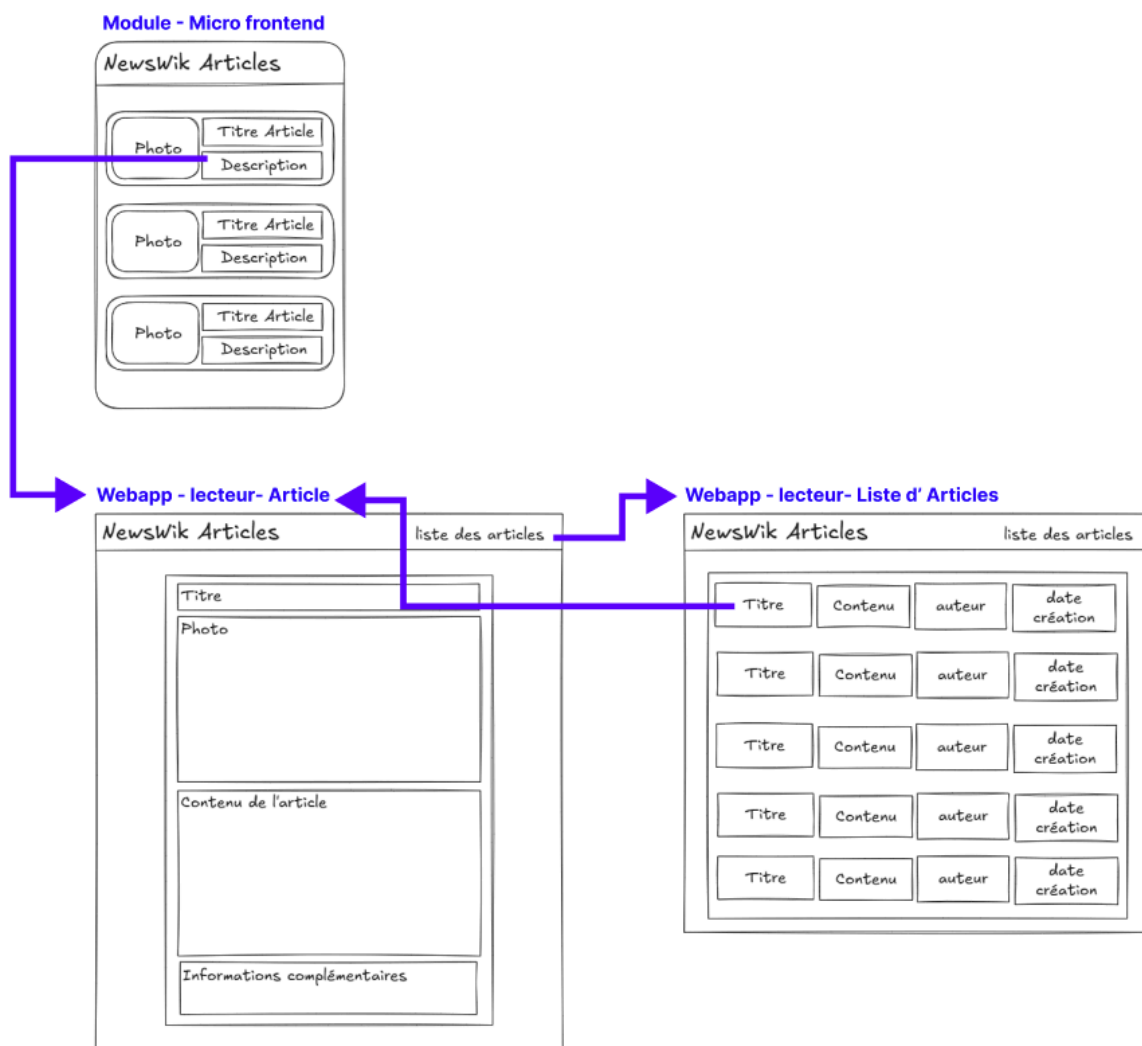 Module - Micro frontend
NewsWik Articles
Photo
Titre Article
Description
Photo
Titre Article
Description
Photo
Titre Article
Description
Webapp - lecteur- Article
NewsWik Articles
liste des articles
Titre
Photo
Contenu de l'article
Informations complémentaires
Webapp - lecteur- Liste d' Articles
NewsWik Articles
liste des articles
Titre
Contenu
auteur
date
création
Titre
Contenu
auteur
date
création
Titre
Contenu
auteur
date
création
Titre
Contenu
auteur
date
création
Titre
Contenu
auteur
date
création